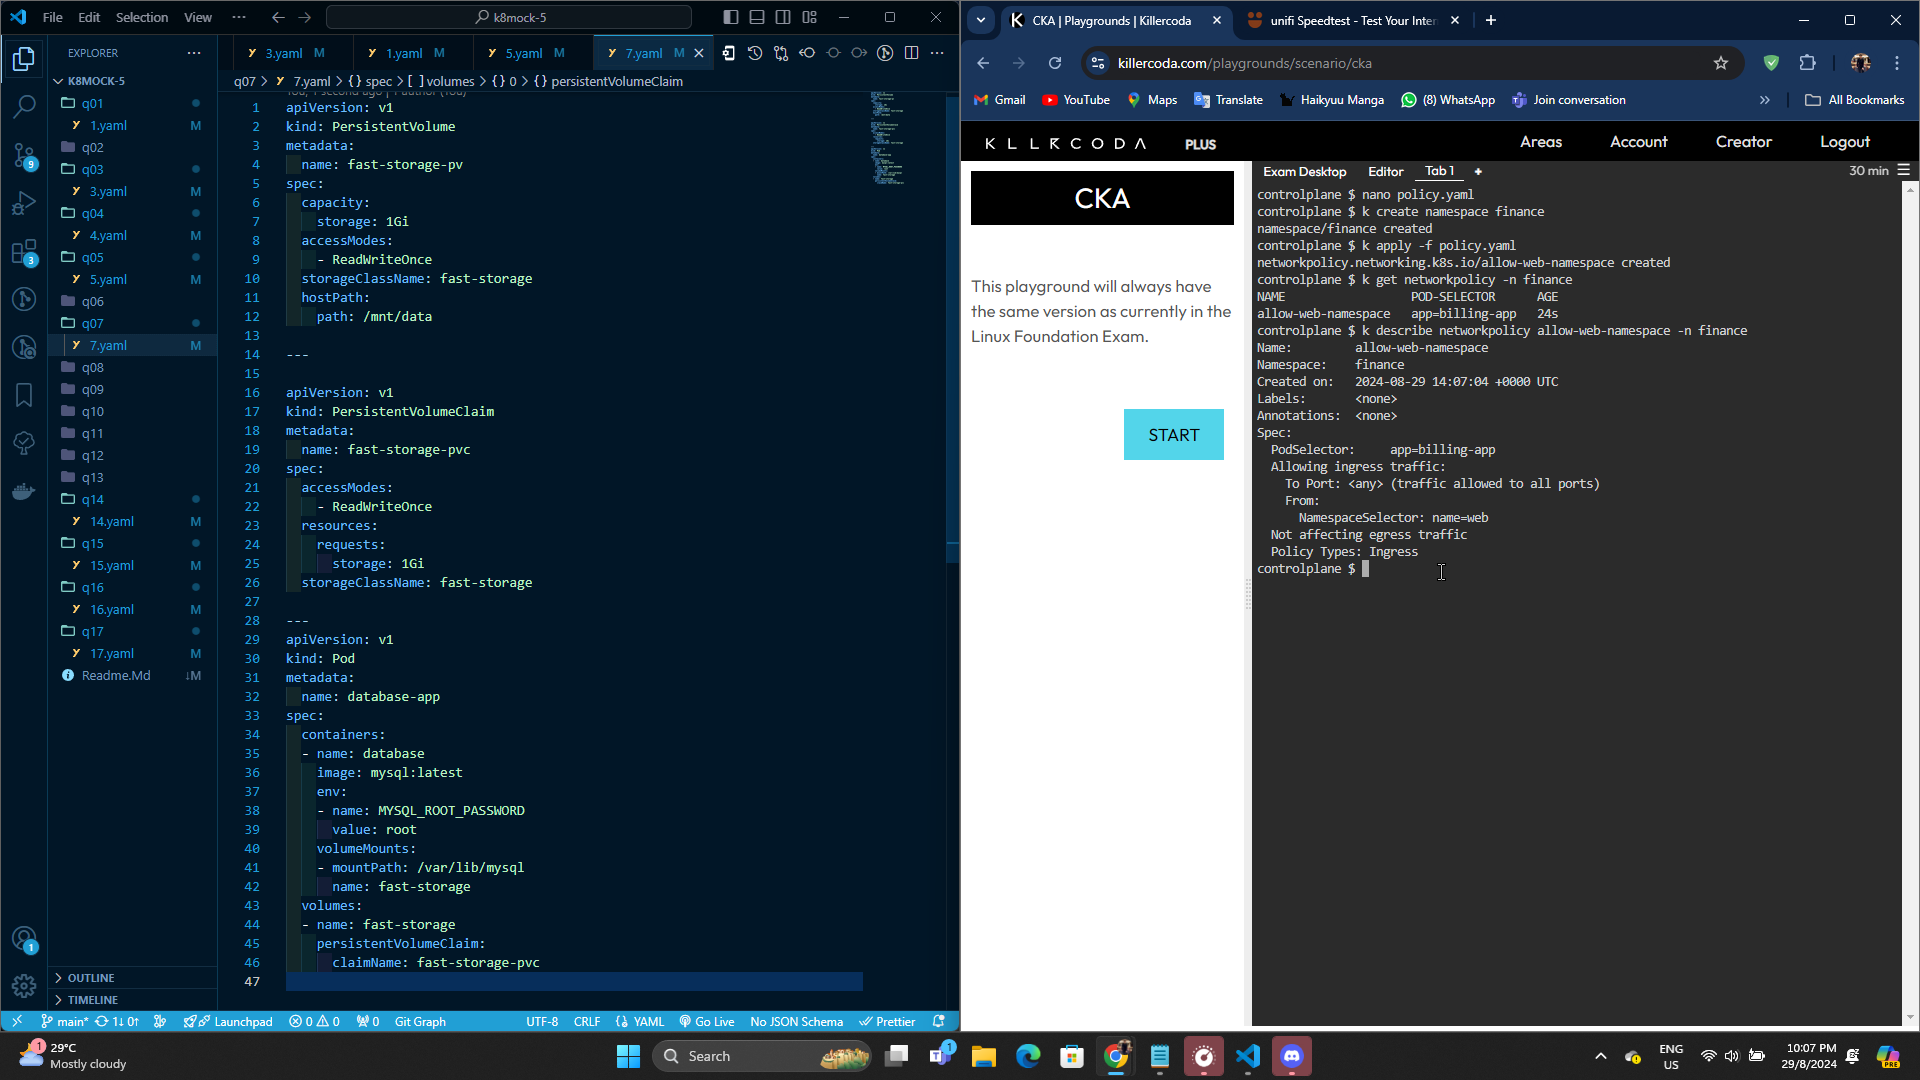 File Edit Selection View ···
k8mock-5
EXPLORER
K8MOCK-5
q01
1.yaml M
q02
q03
3.yaml M
q04
4.yaml M
q05
5.yaml M
q06
q07
7.yaml M
q08
q09
q10
q11
q12
q13
q14
14.yaml M
q15
15.yaml M
q16
16.yaml M
q17
17.yaml M
Readme.Md ↓M
OUTLINE
TIMELINE
9
3
1
3.yaml M
1.yaml M
5.yaml M
7.yaml M
q07 > 7.yaml > {} spec > [ ] volumes > {} 0 > {} persistentVolumeClaim
1 apiVersion: v1
2 kind: PersistentVolume
3 metadata:
4 name: fast-storage-pv
5 spec:
6 capacity:
7 storage: 1Gi
8 accessModes:
9 - ReadWriteOnce
10 storageClassName: fast-storage
11 hostPath:
12 path: /mnt/data
13
14 ---
15
16 apiVersion: v1
17 kind: PersistentVolumeClaim
18 metadata:
19 name: fast-storage-pvc
20 spec:
21 accessModes:
22 - ReadWriteOnce
23 resources:
24 requests:
25 storage: 1Gi
26 storageClassName: fast-storage
27
28 ---
29 apiVersion: v1
30 kind: Pod
31 metadata:
32 name: database-app
33 spec:
34 containers:
35 - name: database
36 image: mysql:latest
37 env:
38 - name: MYSQL_ROOT_PASSWORD
39 value: root
40 volumeMounts:
41 - mountPath: /var/lib/mysql
42 name: fast-storage
43 volumes:
44 - name: fast-storage
45 persistentVolumeClaim:
46 claimName: fast-storage-pvc
47
main* 1↓ 0↑ Launchpad 0 0 0 Git Graph UTF-8 CRLF {} YAML Go Live No JSON Schema Prettier
CKA | Playgrounds | Killercoda
unifi Speedtest - Test Your Inter
killercoda.com/playgrounds/scenario/cka
Gmail YouTube Maps Translate Haikyuu Manga (8) WhatsApp Join conversation » All Bookmarks
KLLRCODA PLUS Areas Account Creator Logout
CKA
This playground will always have
the same version as currently in the
Linux Foundation Exam.
START
Exam Desktop Editor Tab 1 + 30 min
controlplane $ nano policy.yaml
controlplane $ k create namespace finance
namespace/finance created
controlplane $ k apply -f policy.yaml
networkpolicy.networking.k8s.io/allow-web-namespace created
controlplane $ k get networkpolicy -n finance
NAME POD-SELECTOR AGE
allow-web-namespace app=billing-app 24s
controlplane $ k describe networkpolicy allow-web-namespace -n finance
Name: allow-web-namespace
Namespace: finance
Created on: 2024-08-29 14:07:04 +0000 UTC
Labels: <none>
Annotations: <none>
Spec:
PodSelector: app=billing-app
Allowing ingress traffic:
To Port: <any> (traffic allowed to all ports)
From:
NamespaceSelector: name=web
Not affecting egress traffic
Policy Types: Ingress
controlplane $
1
29°C
Mostly cloudy
Search
1
ENG
US
10:07 PM
29/8/2024
PRE